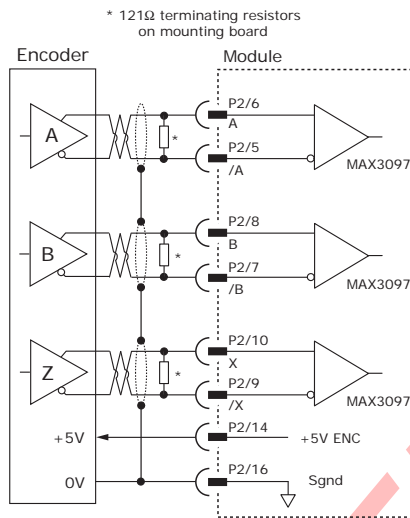 * 121Ω terminating resistors
on mounting board
Encoder
Module
A
*
P2/6
A
P2/5
/A
MAX3097
B
*
P2/8
B
P2/7
/B
MAX3097
Z
*
P2/10
X
P2/9
/X
MAX3097
+5V
P2/14
+5V ENC
0V
P2/16
Sgnd